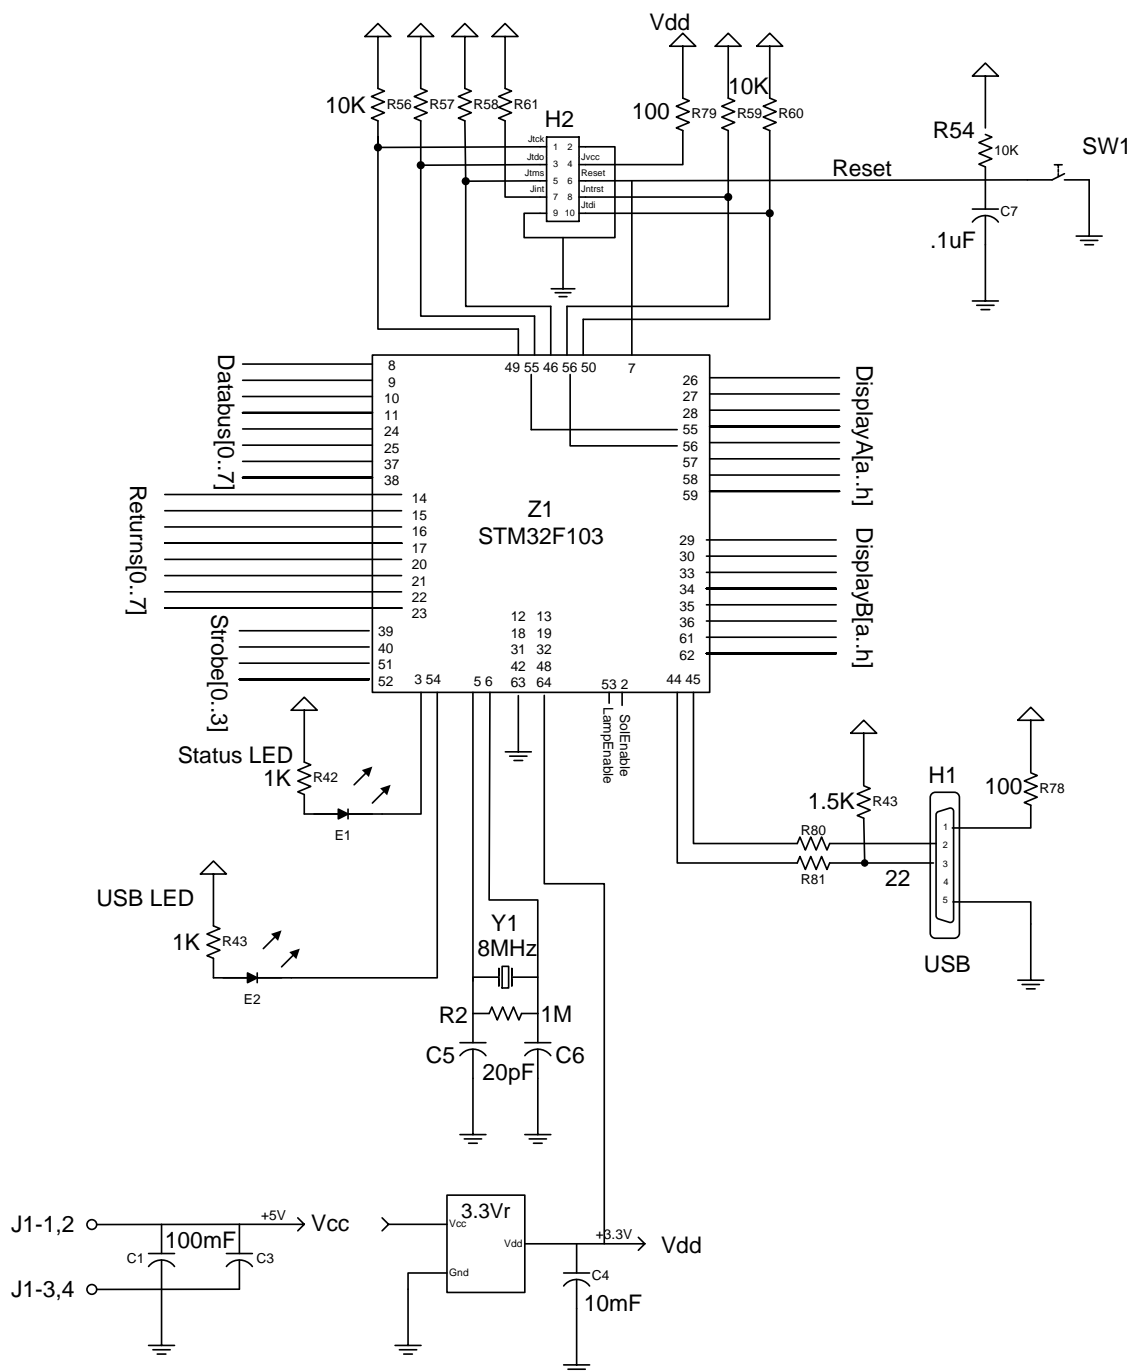 Vdd
10K
R56
R57
R58
R61
100
R79
10K
R59
R60
H2
Jtck
Jtdo
Jtms
Jint
1 2
3 4
5 6
7 8
9 10
Jvcc
Reset
Jntrst
Jtdi
Reset
R54
10K
SW1
C7
.1uF
49 55 46 56 50 7
Databus[0..7]
8
9
10
11
24
25
37
38
Returns[0..7]
14
15
16
17
20
21
22
23
Strobe[0..3]
39
40
51
52
Z1
STM32F103
26
27
28
55
56
57
58
59
DisplayA[a..h]
29
30
33
34
35
36
61
62
DisplayB[a..h]
12 13
18 19
31 32
42 48
63 64
3 54
5 6
53 2
44 45
LampEnable
SolEnable
Status LED
1K
R42
E1
USB LED
1K
R43
E2
Y1
8MHz
R2
1M
C5
C6
20pF
1.5K
R43
R80
R81
22
H1
1
2
3
4
5
USB
100
R78
J1-1,2
J1-3,4
C1
100mF
C3
+5V
Vcc
3.3Vr
Vcc
Vdd
Gnd
+3.3V
Vdd
C4
10mF